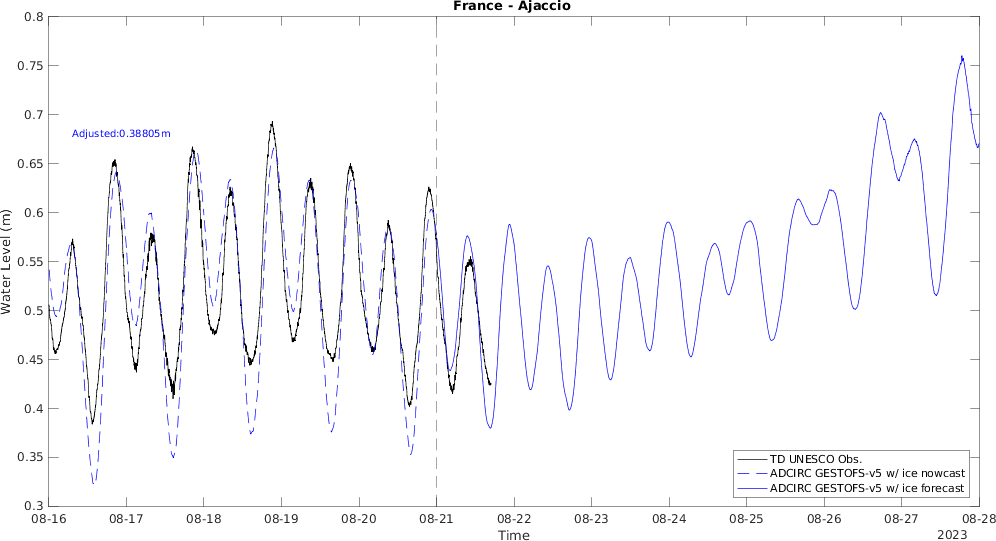 France - Ajaccio
0.8
0.75
0.7
0.65
0.6
0.55
0.5
0.45
0.4
0.35
0.3
Water Level (m)
Adjusted:0.38805m
TD UNESCO Obs.
ADCIRC GESTOFS-v5 w/ ice nowcast
ADCIRC GESTOFS-v5 w/ ice forecast
08-16 08-17 08-18 08-19 08-20 08-21 08-22 08-23 08-24 08-25 08-26 08-27 08-28
Time
2023